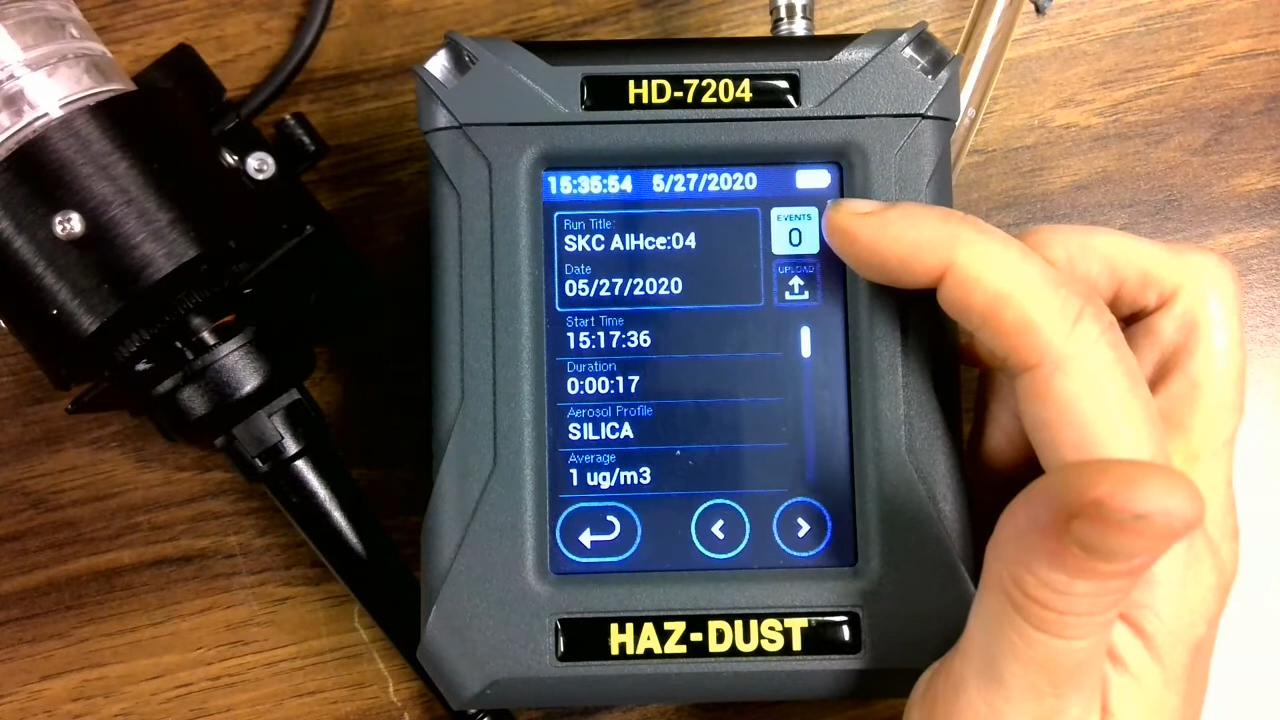 HD-7204
15:35:54 5/27/2020
Run Title:
SKC AIHce:04
EVENTS
0
Date
05/27/2020
UPLOAD
Start Time
15:17:36
Duration
0:00:17
Aerosol Profile
SILICA
Average
1 ug/m3
HAZ-DUST